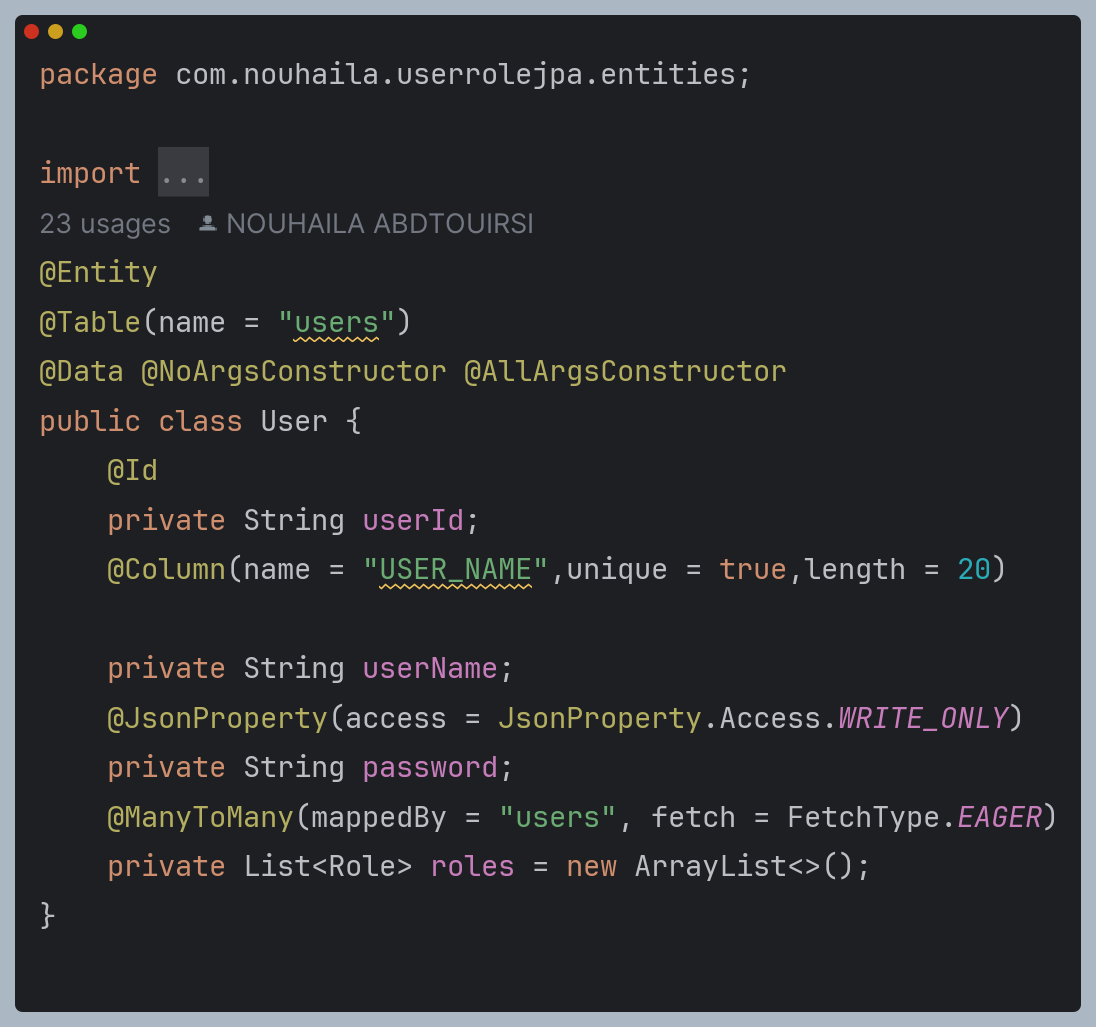 package com.nouhaila.userrolejpa.entities;
import ...
23 usages NOUHAILA ABDTOUIRSI
@Entity
@Table(name = "users")
@Data @NoArgsConstructor @AllArgsConstructor
public class User {
    @Id
    private String userId;
    @Column(name = "USER_NAME",unique = true,length = 20)
    private String userName;
    @JsonProperty(access = JsonProperty.Access.WRITE_ONLY)
    private String password;
    @ManyToMany(mappedBy = "users", fetch = FetchType.EAGER)
    private List<Role> roles = new ArrayList<>();
}